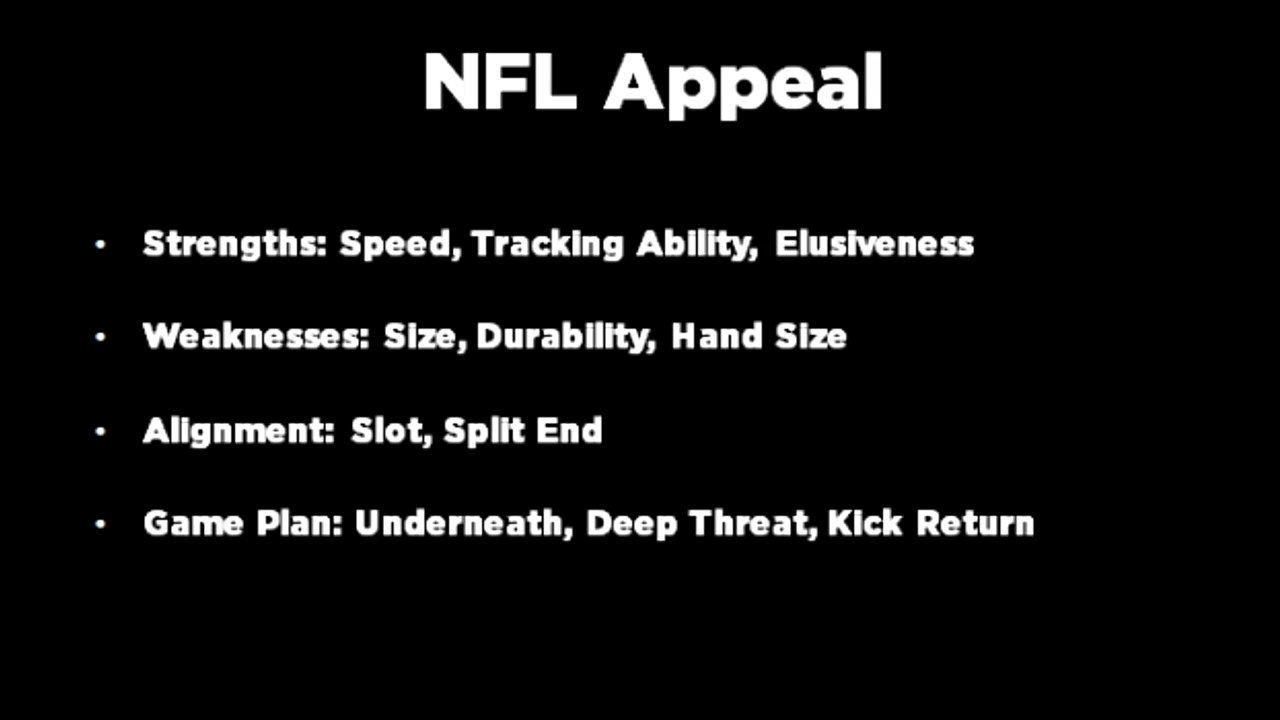 NFL Appeal
• Strengths: Speed, Tracking Ability, Elusiveness
• Weaknesses: Size, Durability, Hand Size
• Alignment: Slot, Split End
• Game Plan: Underneath, Deep Threat, Kick Return